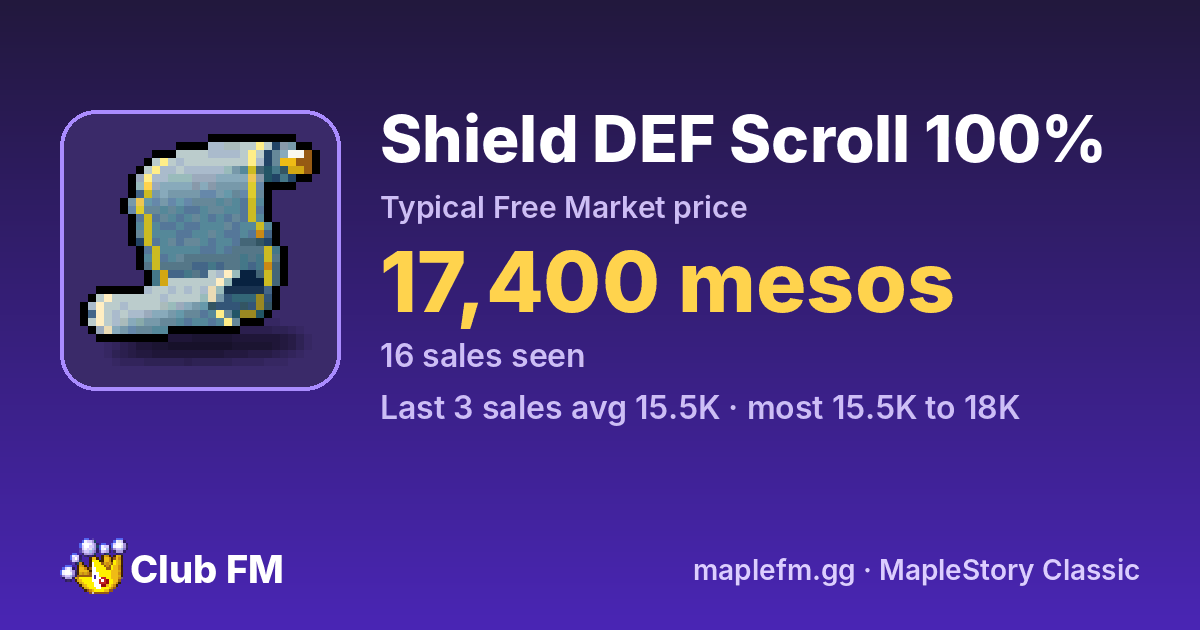 Shield DEF Scroll 100%
Typical Free Market price
17,400 mesos
16 sales seen
Last 3 sales avg 15.5K · most 15.5K to 18K
Club FM
maplefm.gg · MapleStory Classic